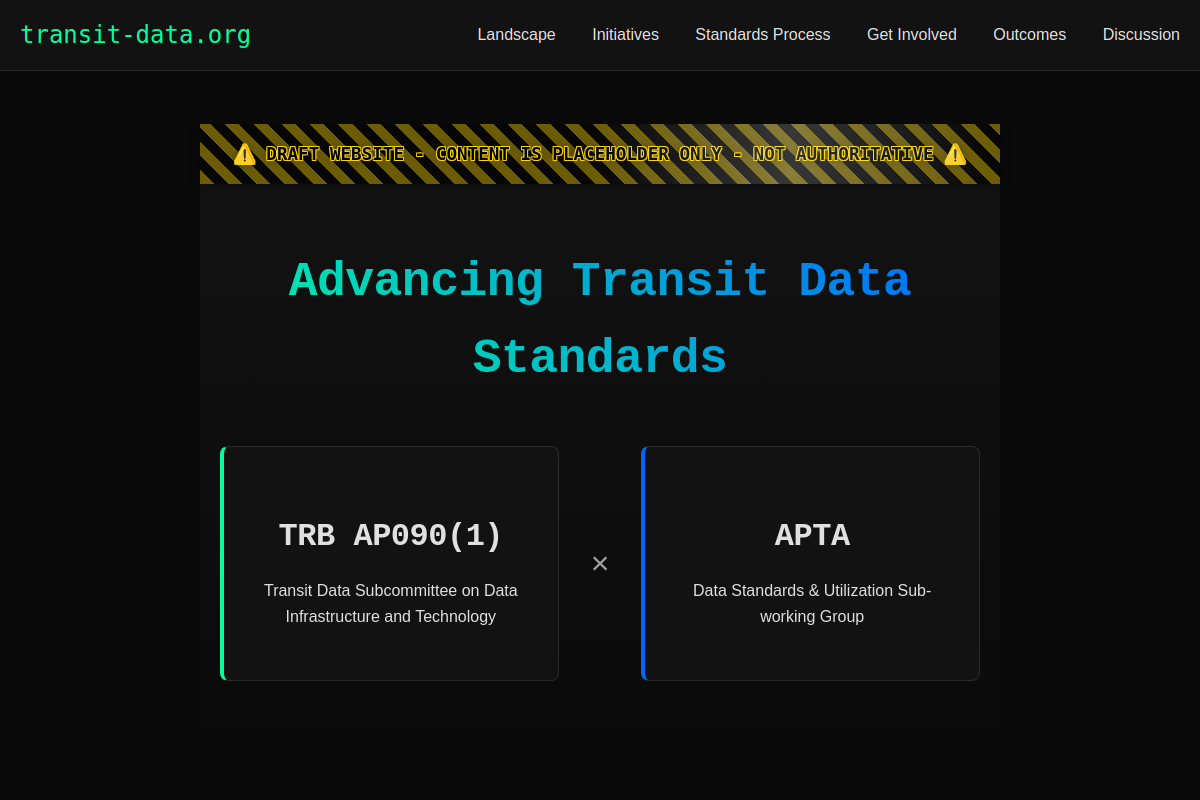 transit-data.org
Landscape Initiatives Standards Process Get Involved Outcomes Discussion
⚠️ DRAFT WEBSITE - CONTENT IS PLACEHOLDER ONLY - NOT AUTHORITATIVE ⚠️
Advancing Transit Data
Standards
TRB AP090(1)
Transit Data Subcommittee on Data
Infrastructure and Technology
×
APTA
Data Standards & Utilization Sub-
working Group